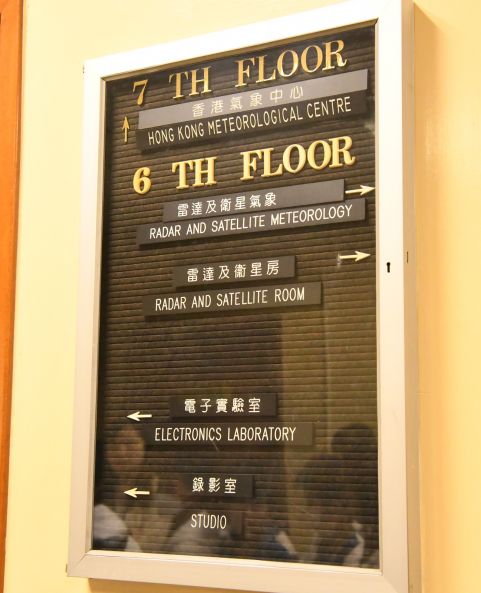 7 TH FLOOR
香港氣象中心
HONG KONG METEOROLOGICAL CENTRE
6 TH FLOOR
雷達及衛星氣象
RADAR AND SATELLITE METEOROLOGY
雷達及衞星房
RADAR AND SATELLITE ROOM
電子實驗室
ELECTRONICS LABORATORY
錄影室
STUDIO